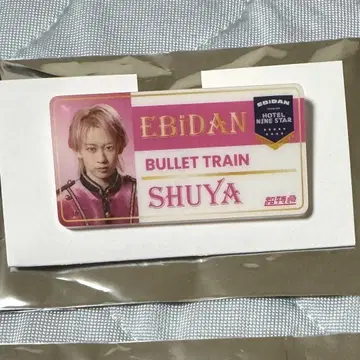 EBiDAN
BULLET TRAIN
SHUYA
EBiDAN
HOTEL
NINE STAR
超特急